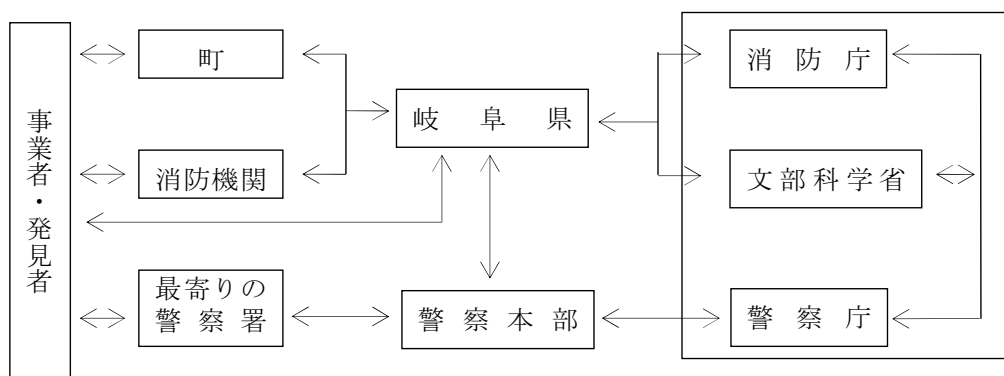 事業者・発見者
町
消防機関
最寄りの
警察署
岐阜県
警察本部
消防庁
文部科学省
警察庁